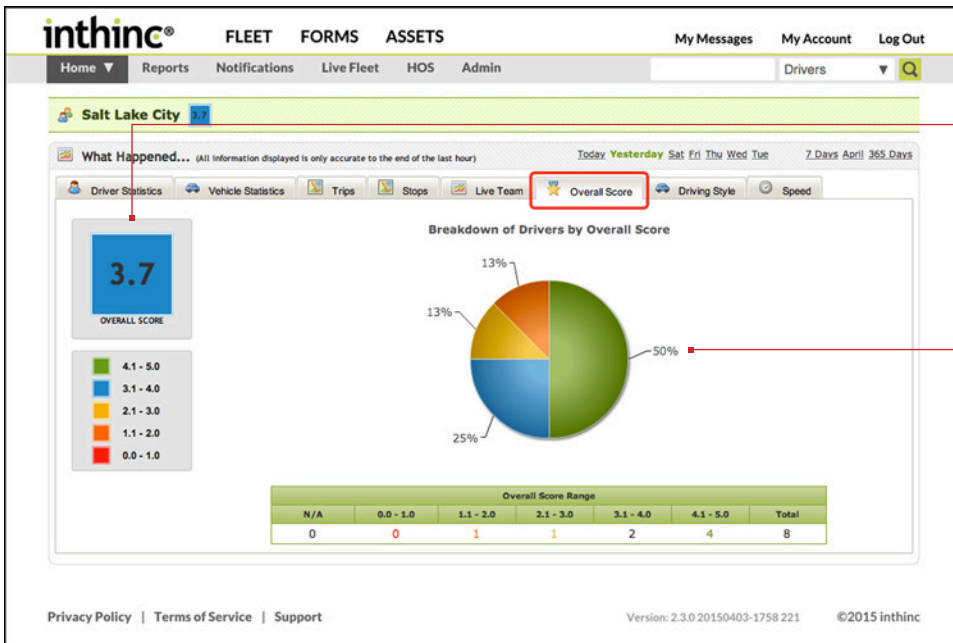 inthinc®
FLEET FORMS ASSETS
My Messages My Account Log Out
Home ▼ Reports Notifications Live Fleet HOS Admin
Drivers ▼
Salt Lake City 3.7
What Happened... (All information displayed is only accurate to the end of the last hour)
Today Yesterday Sat Fri Thu Wed Tue 7 Days April 365 Days
Driver Statistics Vehicle Statistics Trips Stops Live Team Overall Score Driving Style Speed
3.7
OVERALL SCORE
4.1 - 5.0
3.1 - 4.0
2.1 - 3.0
1.1 - 2.0
0.0 - 1.0
Breakdown of Drivers by Overall Score
13%
13%
50%
25%
Overall Score Range
N/A 0.0 - 1.0 1.1 - 2.0 2.1 - 3.0 3.1 - 4.0 4.1 - 5.0 Total
0 0 1 1 2 4 8
Privacy Policy | Terms of Service | Support
Version: 2.3.0 20150403-1758 221 ©2015 inthinc